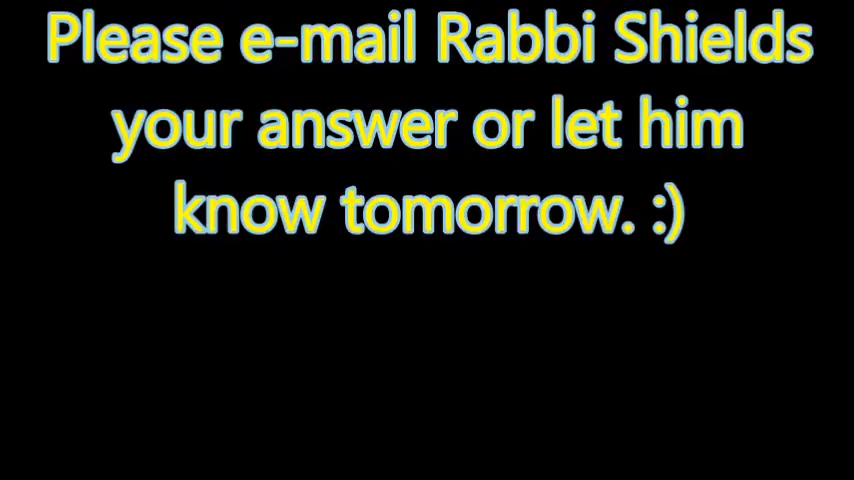 Please e-mail Rabbi Shields
your answer or let him
know tomorrow. :)